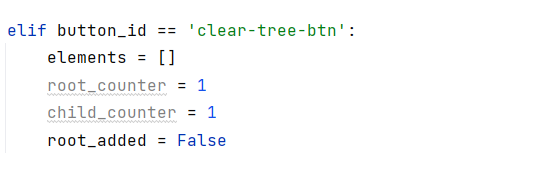 elif button_id == 'clear-tree-btn':
    elements = []
    root_counter = 1
    child_counter = 1
    root_added = False